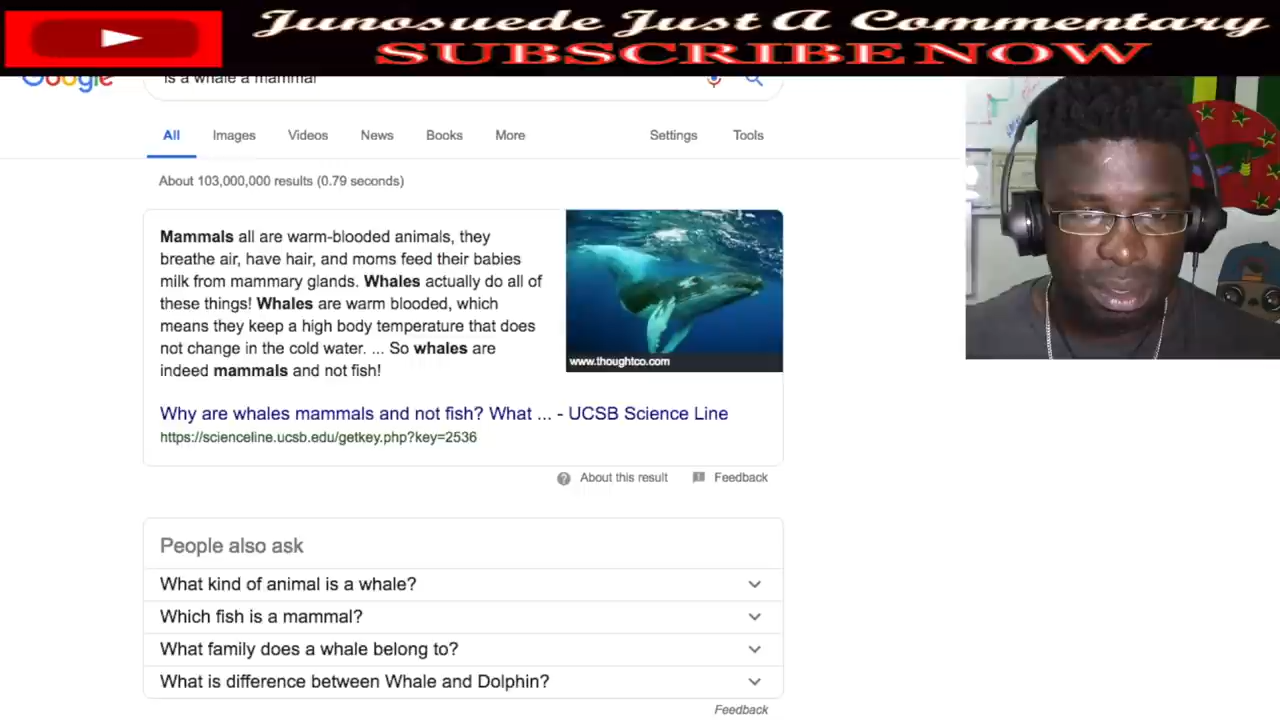 Junosuede Just A Commentary
SUBSCRIBE NOW
Google
is a whale a mammal
All Images Videos News Books More Settings Tools
About 103,000,000 results (0.79 seconds)
Mammals all are warm-blooded animals, they
breathe air, have hair, and moms feed their babies
milk from mammary glands. Whales actually do all of
these things! Whales are warm blooded, which
means they keep a high body temperature that does
not change in the cold water. ... So whales are
indeed mammals and not fish!
www.thoughtco.com
Why are whales mammals and not fish? What ... - UCSB Science Line
https://scienceline.ucsb.edu/getkey.php?key=2536
About this result Feedback
People also ask
What kind of animal is a whale?
Which fish is a mammal?
What family does a whale belong to?
What is difference between Whale and Dolphin?
Feedback